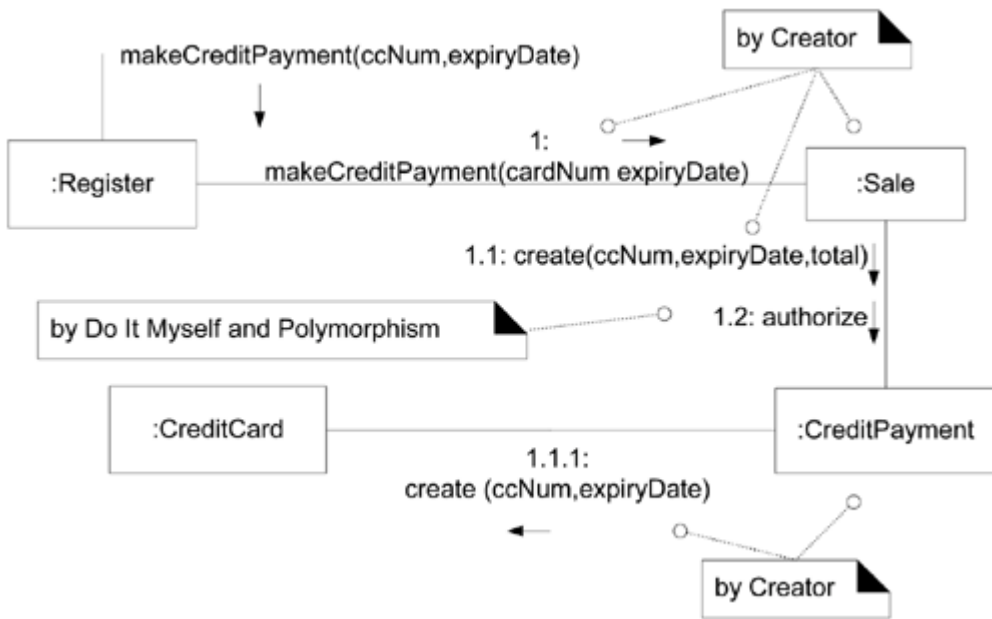 by Creator
makeCreditPayment(ccNum,expiryDate)
1:
:Register
makeCreditPayment(cardNum expiryDate)
:Sale
1.1: create(ccNum,expiryDate,total)
by Do It Myself and Polymorphism
1.2: authorize
:CreditCard
:CreditPayment
1.1.1:
create (ccNum,expiryDate)
by Creator